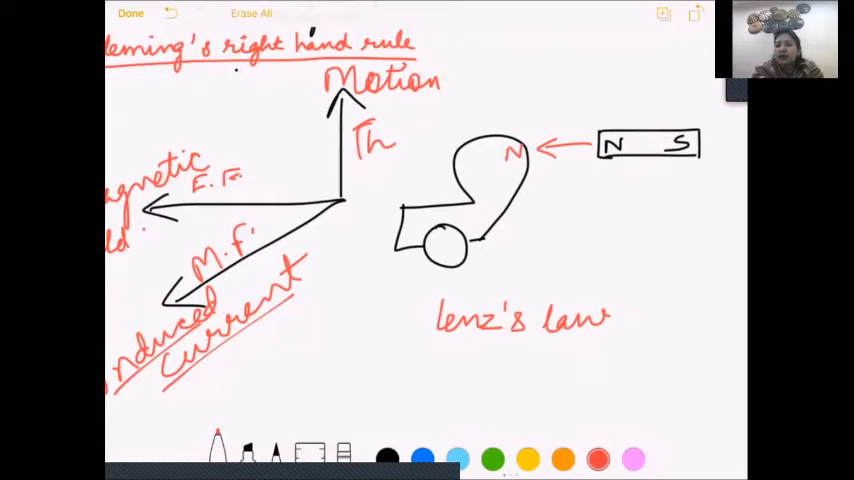 Done
Erase All
leming's right hand rule
Motion
Th
agnetic
E.F.
ld
M.F.
nduced
current
N
N S
lenz's law